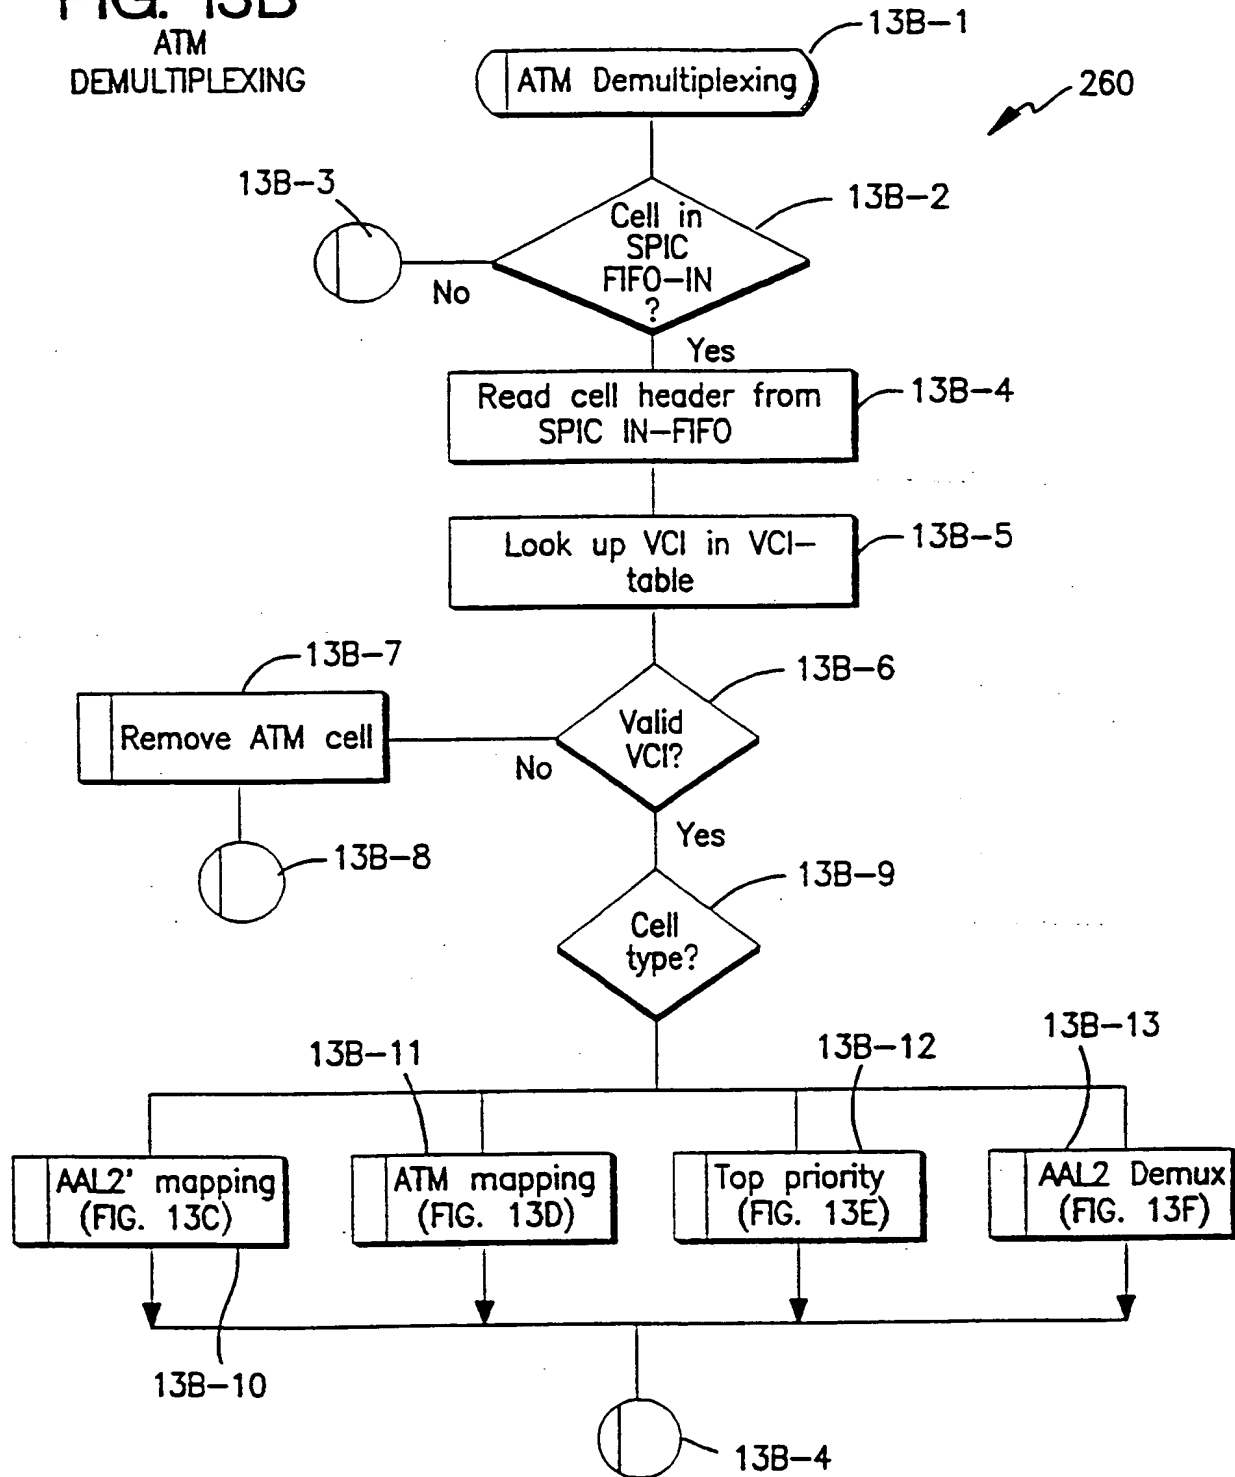 FIG. 13B
ATM
DEMULTIPLEXING
13B-1
ATM Demultiplexing
260
13B-3
13B-2
Cell in
SPIC
FIFO-IN
?
No
Yes
Read cell header from
SPIC IN-FIFO
13B-4
Look up VCI in VCI-
table
13B-5
13B-7
13B-6
Remove ATM cell
Valid
VCI?
No
Yes
13B-8
13B-9
Cell
type?
13B-11
13B-12
13B-13
AAL2' mapping
(FIG. 13C)
ATM mapping
(FIG. 13D)
Top priority
(FIG. 13E)
AAL2 Demux
(FIG. 13F)
13B-10
13B-4